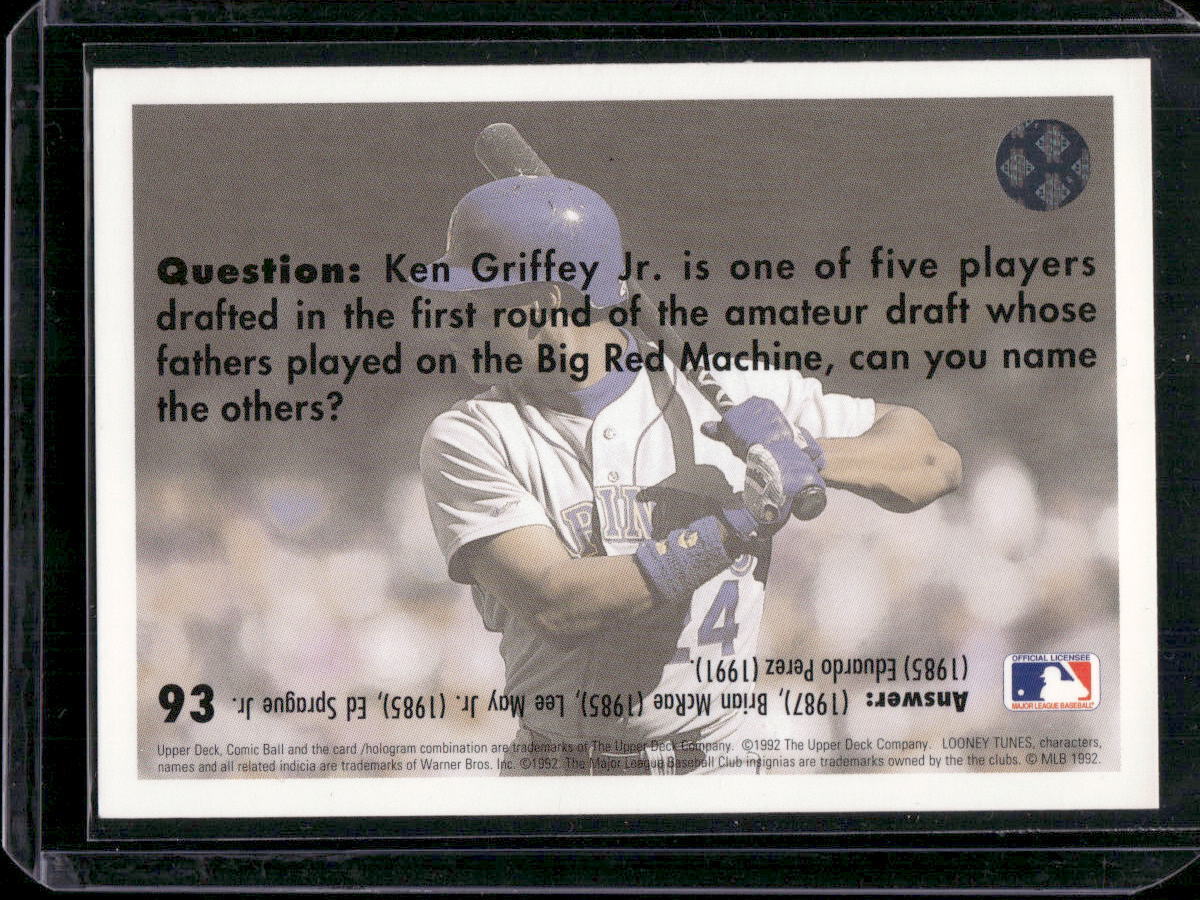 Question: Ken Griffey Jr. is one of five players
drafted in the first round of the amateur draft whose
fathers played on the Big Red Machine, can you name
the others?
RIN
24
Answer: (1987), Brian McRae (1985), Lee May Jr. (1985), Ed Sprague Jr.
(1985) Eduardo Perez (1991).
93
OFFICIAL LICENSEE
MAJOR LEAGUE BASEBALL®
Upper Deck, Comic Ball and the card /hologram combination are trademarks of The Upper Deck Company. ©1992 The Upper Deck Company. LOONEY TUNES, characters,
names and all related indicia are trademarks of Warner Bros. Inc. ©1992. The Major League Baseball Club insignias are trademarks owned by the the clubs. © MLB 1992.